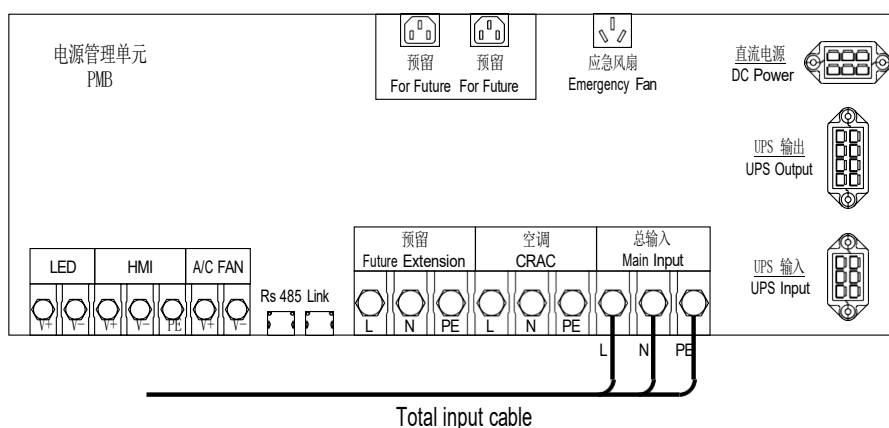 电源管理单元
PMB
预留
For Future
预留
For Future
应急风扇
Emergency Fan
直流电源
DC Power
UPS 输出
UPS Output
UPS 输入
UPS Input
LED
HMI
A/C FAN
V+
V-
V+
V-
PE
V+
V-
Rs 485
Link
预留
Future Extension
空调
CRAC
总输入
Main Input
L
N
PE
L
N
PE
L
N
PE
Total input cable